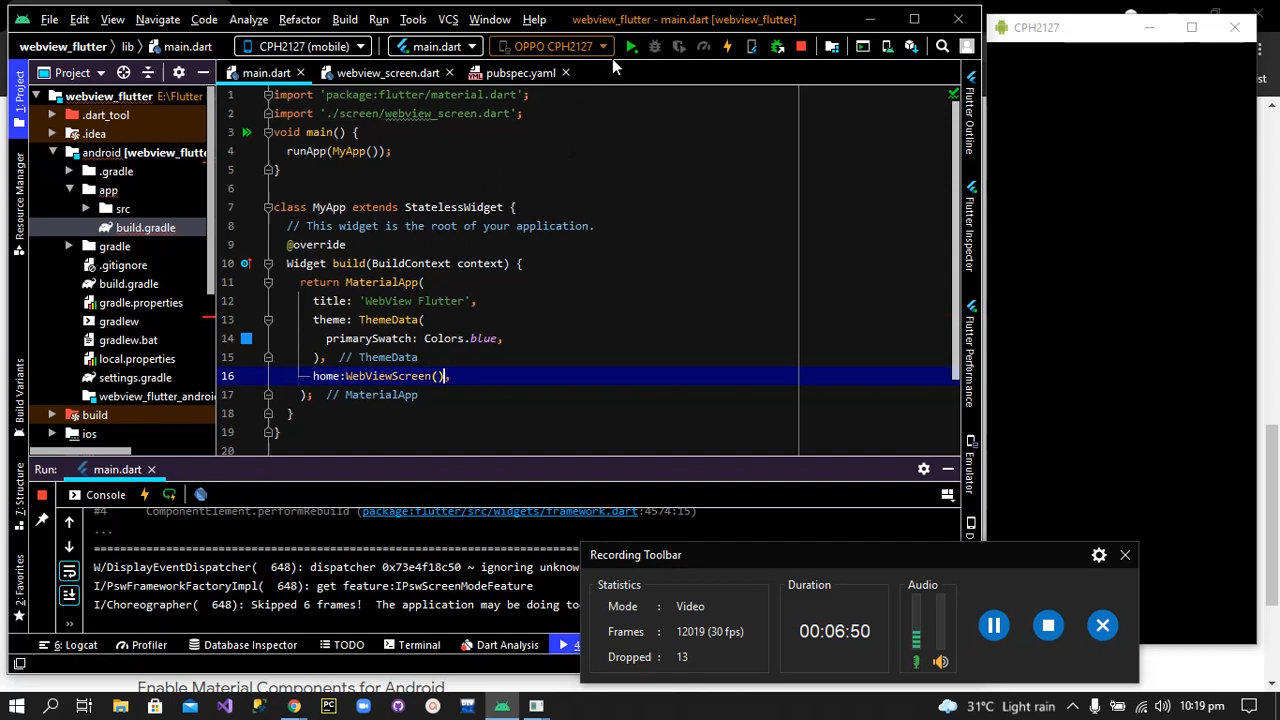 File Edit View Navigate Code Analyze Refactor Build Run Tools VCS Window Help webview_flutter - main.dart [webview_flutter]
CPH2127
webview_flutter lib main.dart CPH2127 (mobile) main.dart OPPO CPH2127
Project main.dart webview_screen.dart pubspec.yaml
1: Project
Resource Manager
Build Variants
7: Structure
2: Favorites
webview_flutter E:\Flutter
.dart_tool
.idea
android [webview_flutte
.gradle
app
src
build.gradle
gradle
.gitignore
build.gradle
gradle.properties
gradlew
gradlew.bat
local.properties
settings.gradle
webview_flutter_androi
build
ios
1 import 'package:flutter/material.dart';
2 import './screen/webview_screen.dart';
3 void main() {
4 runApp(MyApp());
5 }
6
7 class MyApp extends StatelessWidget {
8 // This widget is the root of your application.
9 @override
10 Widget build(BuildContext context) {
11 return MaterialApp(
12 title: 'WebView Flutter',
13 theme: ThemeData(
14 primarySwatch: Colors.blue,
15 ), // ThemeData
16 home:WebViewScreen(),
17 ); // MaterialApp
18 }
19 }
20
Flutter Outline
Flutter Inspector
Flutter Performance
Emulator
ist
Run: main.dart
Console
#4 ComponentElement.performRebuild (package:flutter/src/widgets/framework.dart:4574:15)
...
W/DisplayEventDispatcher( 648): dispatcher 0x73e4f18c50 ~ ignoring unknow
I/PswFrameworkFactoryImpl( 648): get feature:IPswScreenModeFeature
I/Choreographer( 648): Skipped 6 frames! The application may be doing to
Recording Toolbar
Statistics Duration Audio
Mode : Video
Frames : 12019 (30 fps) 00:06:50
Dropped : 13
6: Logcat Profiler Database Inspector TODO Terminal Dart Analysis 4
Enable Material Components for Android
31°C Light rain 10:19 pm